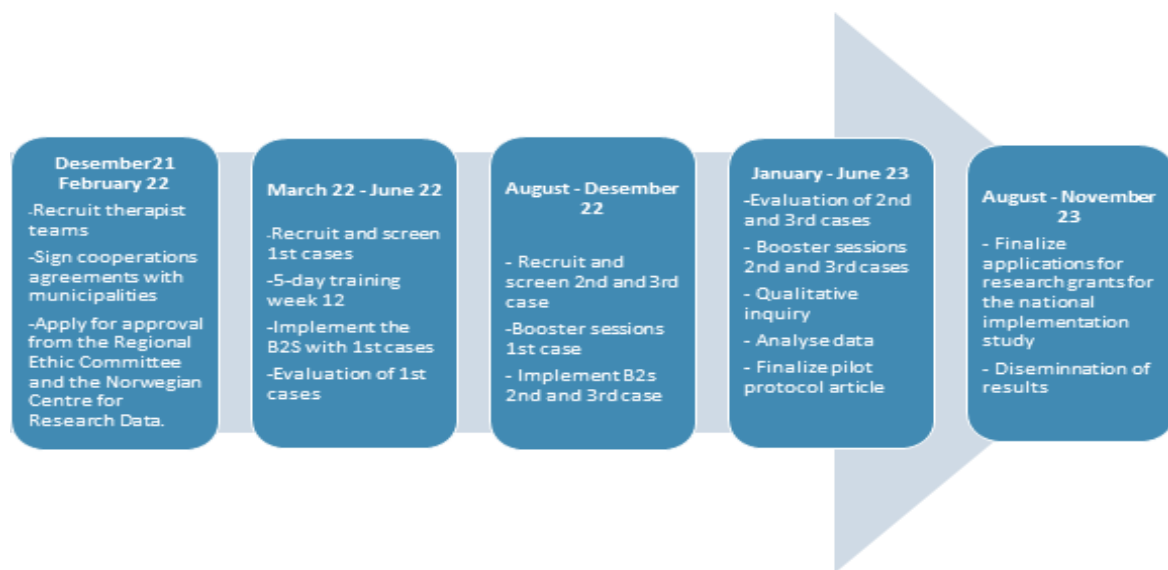 Desember21
February 22
-Recruit therapist
teams
-Sign cooperations
agreements with
municipalities
-Apply for approval
from the Regional
Ethic Committee
and the Norwegian
Centre for
Research Data.
March 22 - June 22
-Recruit and screen
1st cases
-5-day training
week 12
-Implement the
B2S with 1st cases
-Evaluation of 1st
cases
August - Desember
22
- Recruit and
screen 2nd and 3rd
case
-Booster sessions
1st case
- Implement B2s
2nd and 3rd case
January - June 23
-Evaluation of 2nd
and 3rd cases
- Booster sessions
2nd and 3rd cases
- Qualitative
inquiry
- Analyse data
- Finalize pilot
protocol article
August - November
23
- Finalize
applications for
research grants for
the national
implementation
study
- Diseminnation of
results